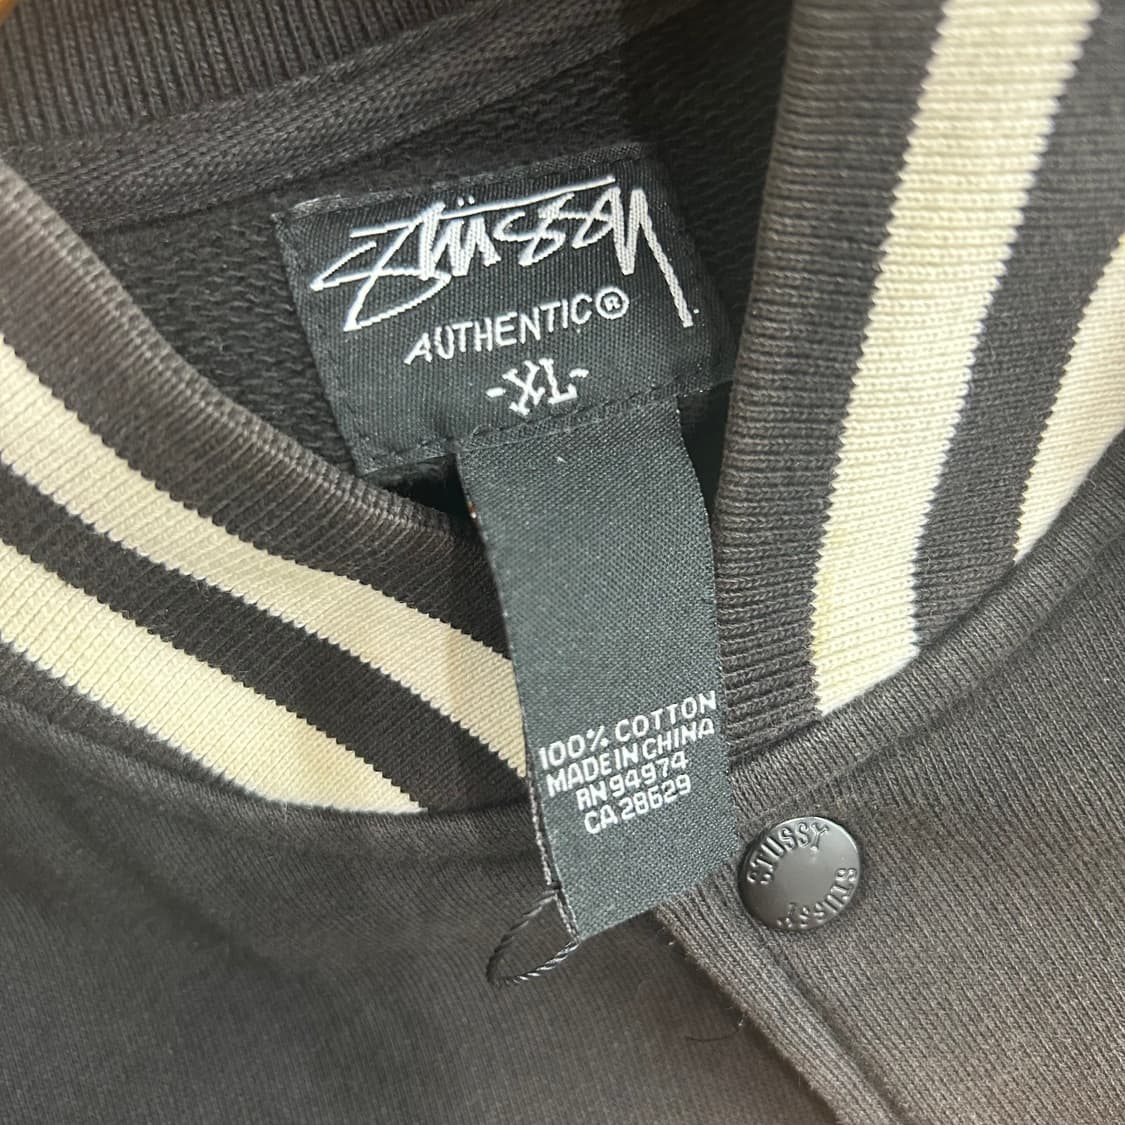 Stüssy
AUTHENTIC®
-XL-
100% COTTON
MADE IN CHINA
RN 94974
CA 28629
STUSSY
STUSSY